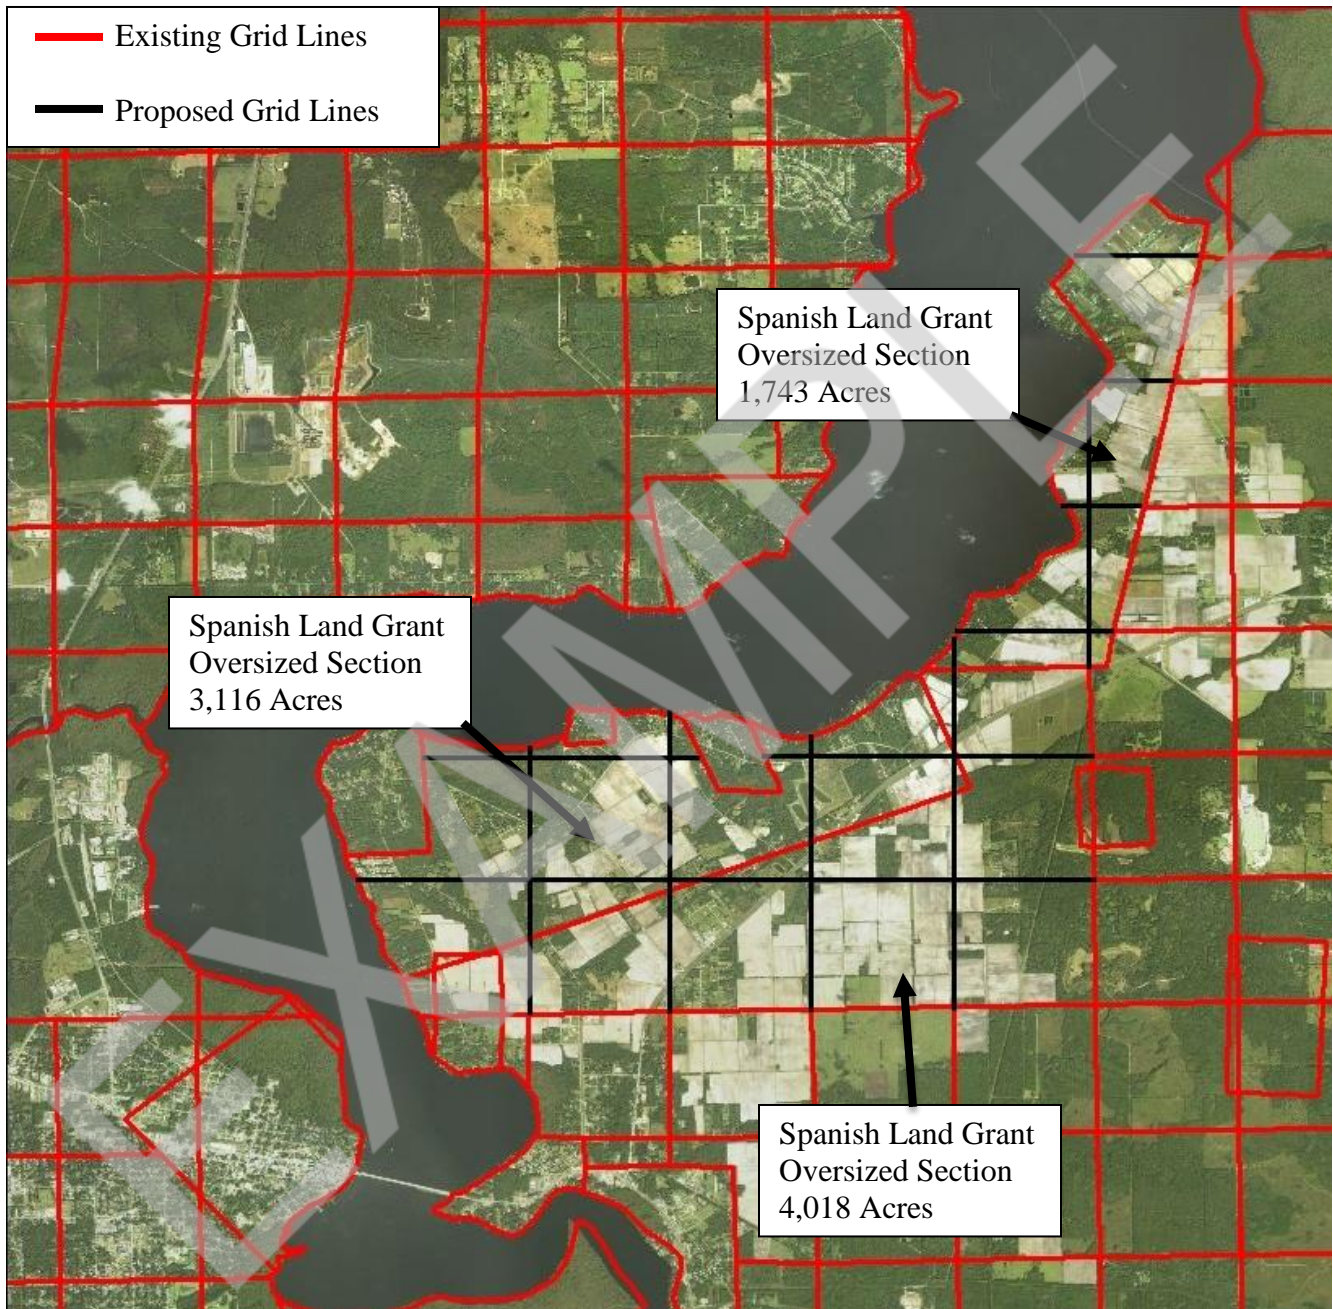 Existing Grid Lines
Proposed Grid Lines
Spanish Land Grant
Oversized Section
1,743 Acres
Spanish Land Grant
Oversized Section
3,116 Acres
Spanish Land Grant
Oversized Section
4,018 Acres
EXAMPLE